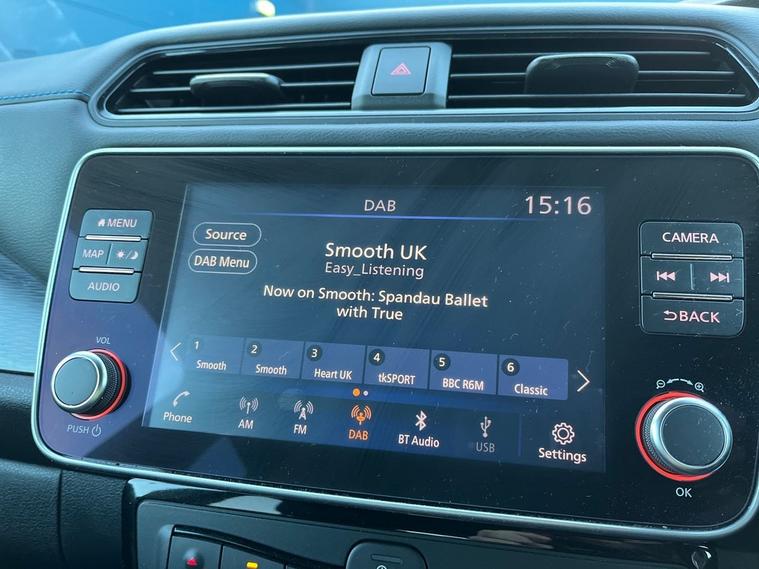 DAB
15:16
MENU
MAP
AUDIO
VOL
PUSH
Source
DAB Menu
Smooth UK
Easy_Listening
Now on Smooth: Spandau Ballet
with True
1 Smooth
2 Smooth
3 Heart UK
4 tkSPORT
5 BBC R6M
6 Classic
Phone
AM
FM
DAB
BT Audio
USB
Settings
CAMERA
BACK
OK